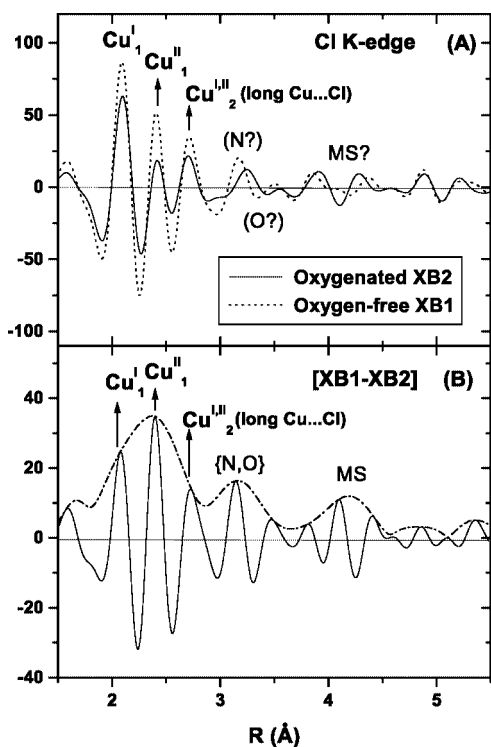 Cl K-edge (A)
Cu^I_1
Cu^II_1
Cu^I,II_2 (long Cu...Cl)
(N?)
MS?
(O?)
Oxygenated XB2
Oxygen-free XB1
100
50
0
-50
-100
[XB1-XB2] (B)
Cu^I_1
Cu^II_1
Cu^I,II_2 (long Cu...Cl)
{N,O}
MS
40
20
0
-20
-40
2 3 4 5
R (Å)